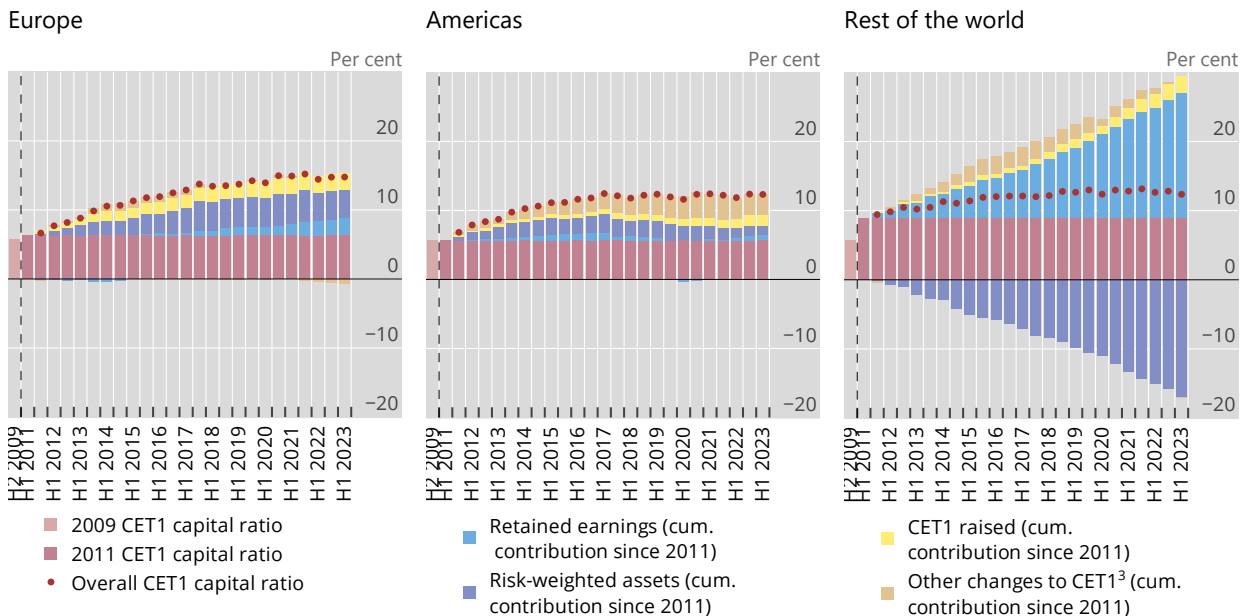 Europe
Per cent
20
10
0
−10
−20
H2 2009
H1 2011
H1 2012
H1 2013
H1 2014
H1 2015
H1 2016
H1 2017
H1 2018
H1 2019
H1 2020
H1 2021
H1 2022
H1 2023
Americas
Per cent
20
10
0
−10
−20
H2 2009
H1 2011
H1 2012
H1 2013
H1 2014
H1 2015
H1 2016
H1 2017
H1 2018
H1 2019
H1 2020
H1 2021
H1 2022
H1 2023
Rest of the world
Per cent
20
10
0
−10
−20
H2 2009
H1 2011
H1 2012
H1 2013
H1 2014
H1 2015
H1 2016
H1 2017
H1 2018
H1 2019
H1 2020
H1 2021
H1 2022
H1 2023
2009 CET1 capital ratio
2011 CET1 capital ratio
Overall CET1 capital ratio
Retained earnings (cum.
contribution since 2011)
Risk-weighted assets (cum.
contribution since 2011)
CET1 raised (cum.
contribution since 2011)
Other changes to CET1³ (cum.
contribution since 2011)